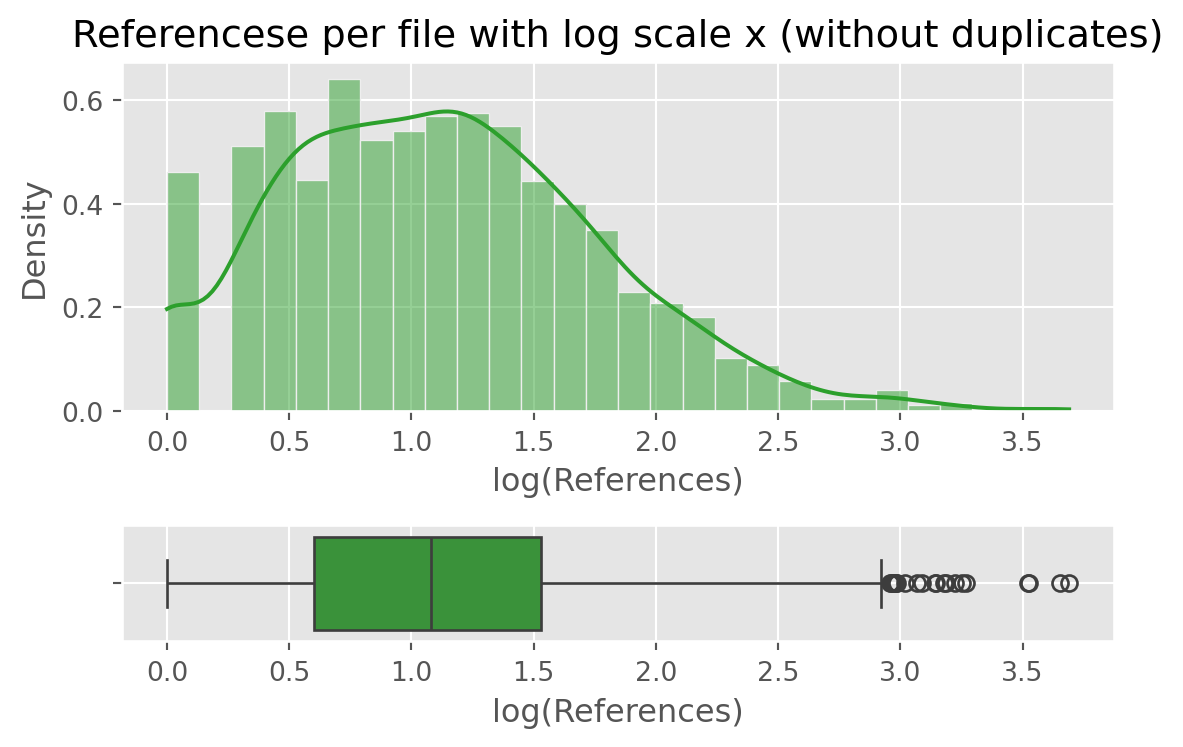 Referencese per file with log scale x (without duplicates)
0.6
0.4
0.2
0.0
Density
0.0 0.5 1.0 1.5 2.0 2.5 3.0 3.5
log(References)
0.0 0.5 1.0 1.5 2.0 2.5 3.0 3.5
log(References)